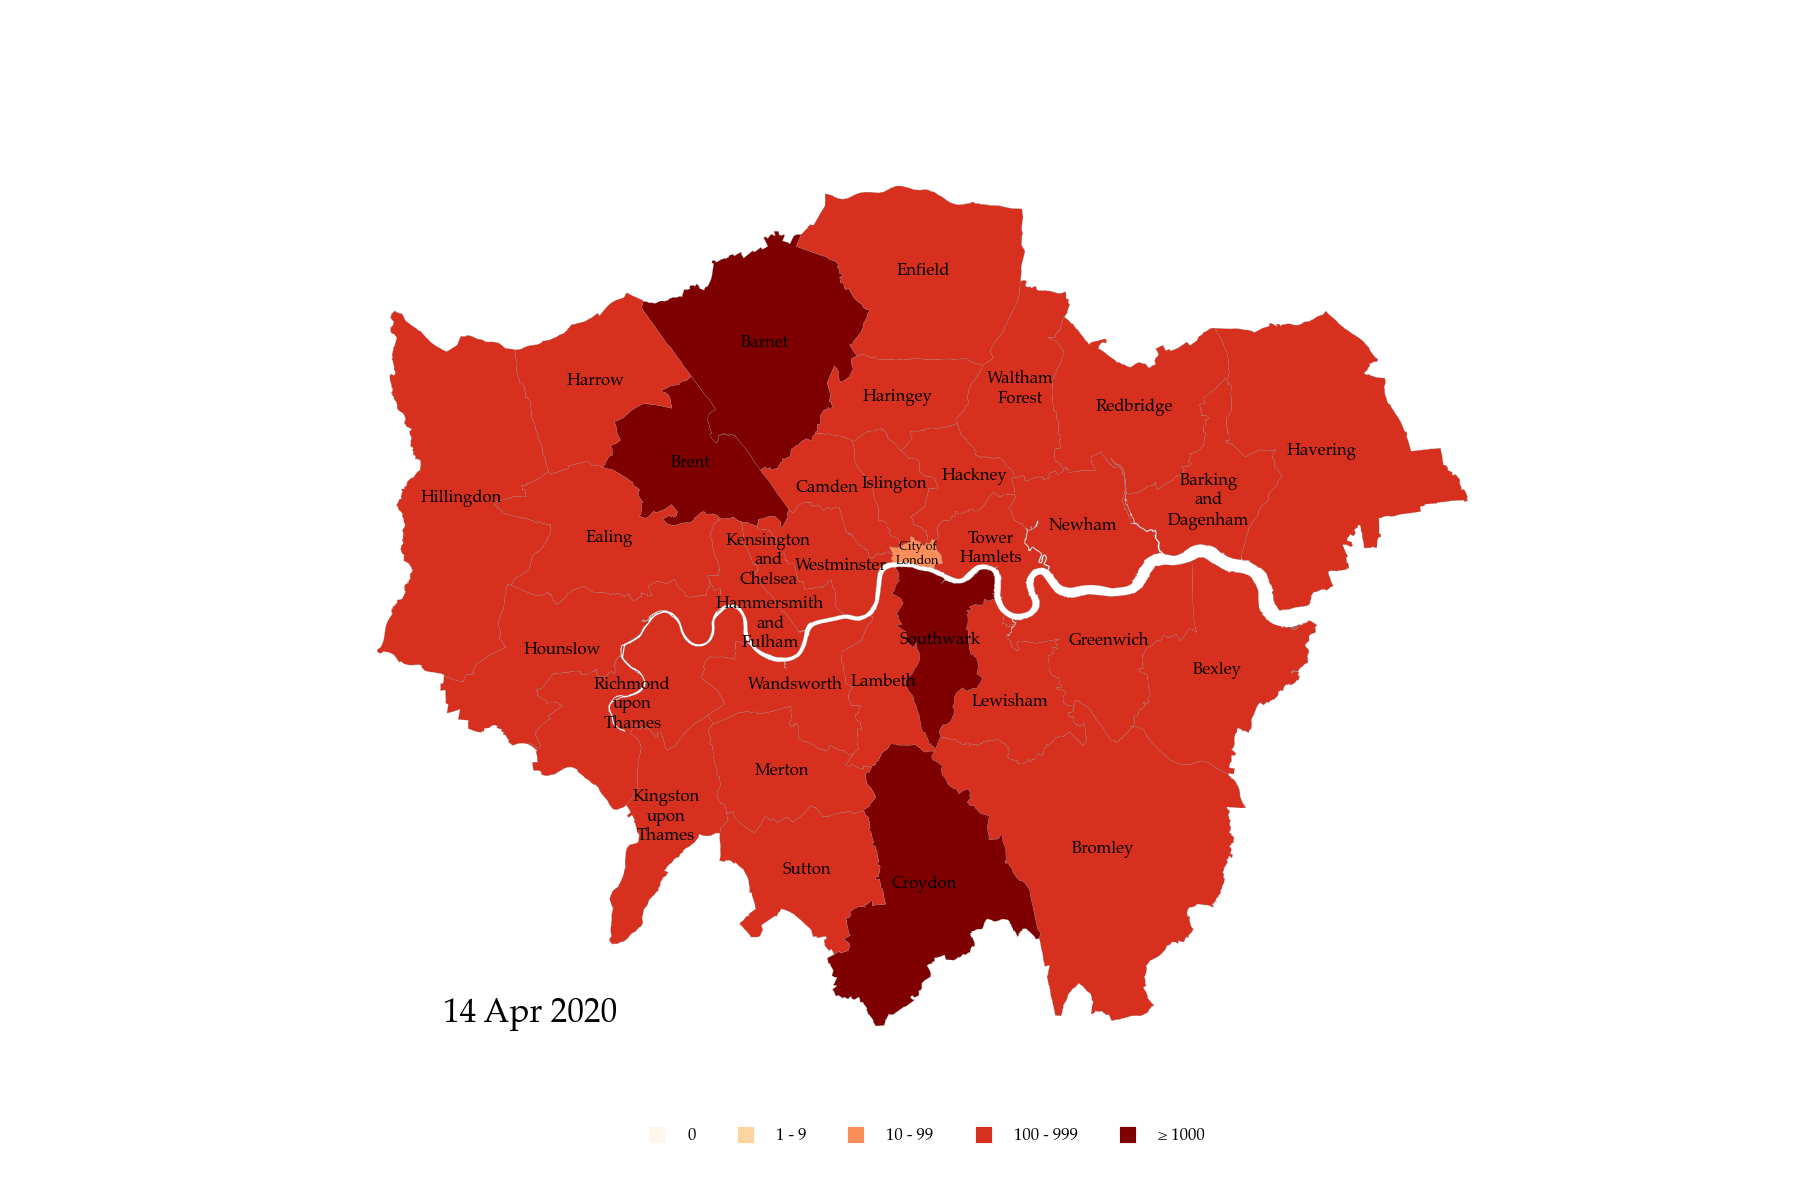 Enfield
Barnet
Harrow
Haringey
Waltham
Forest
Redbridge
Havering
Brent
Camden
Islington
Hackney
Barking
and
Dagenham
Hillingdon
Ealing
Kensington
and
Chelsea
Westminster
City of
London
Tower
Hamlets
Newham
Hammersmith
and
Fulham
Hounslow
Southwark
Greenwich
Bexley
Richmond
upon
Thames
Wandsworth
Lambeth
Lewisham
Merton
Kingston
upon
Thames
Sutton
Croydon
Bromley
14 Apr 2020
0 1 - 9 10 - 99 100 - 999 ≥ 1000